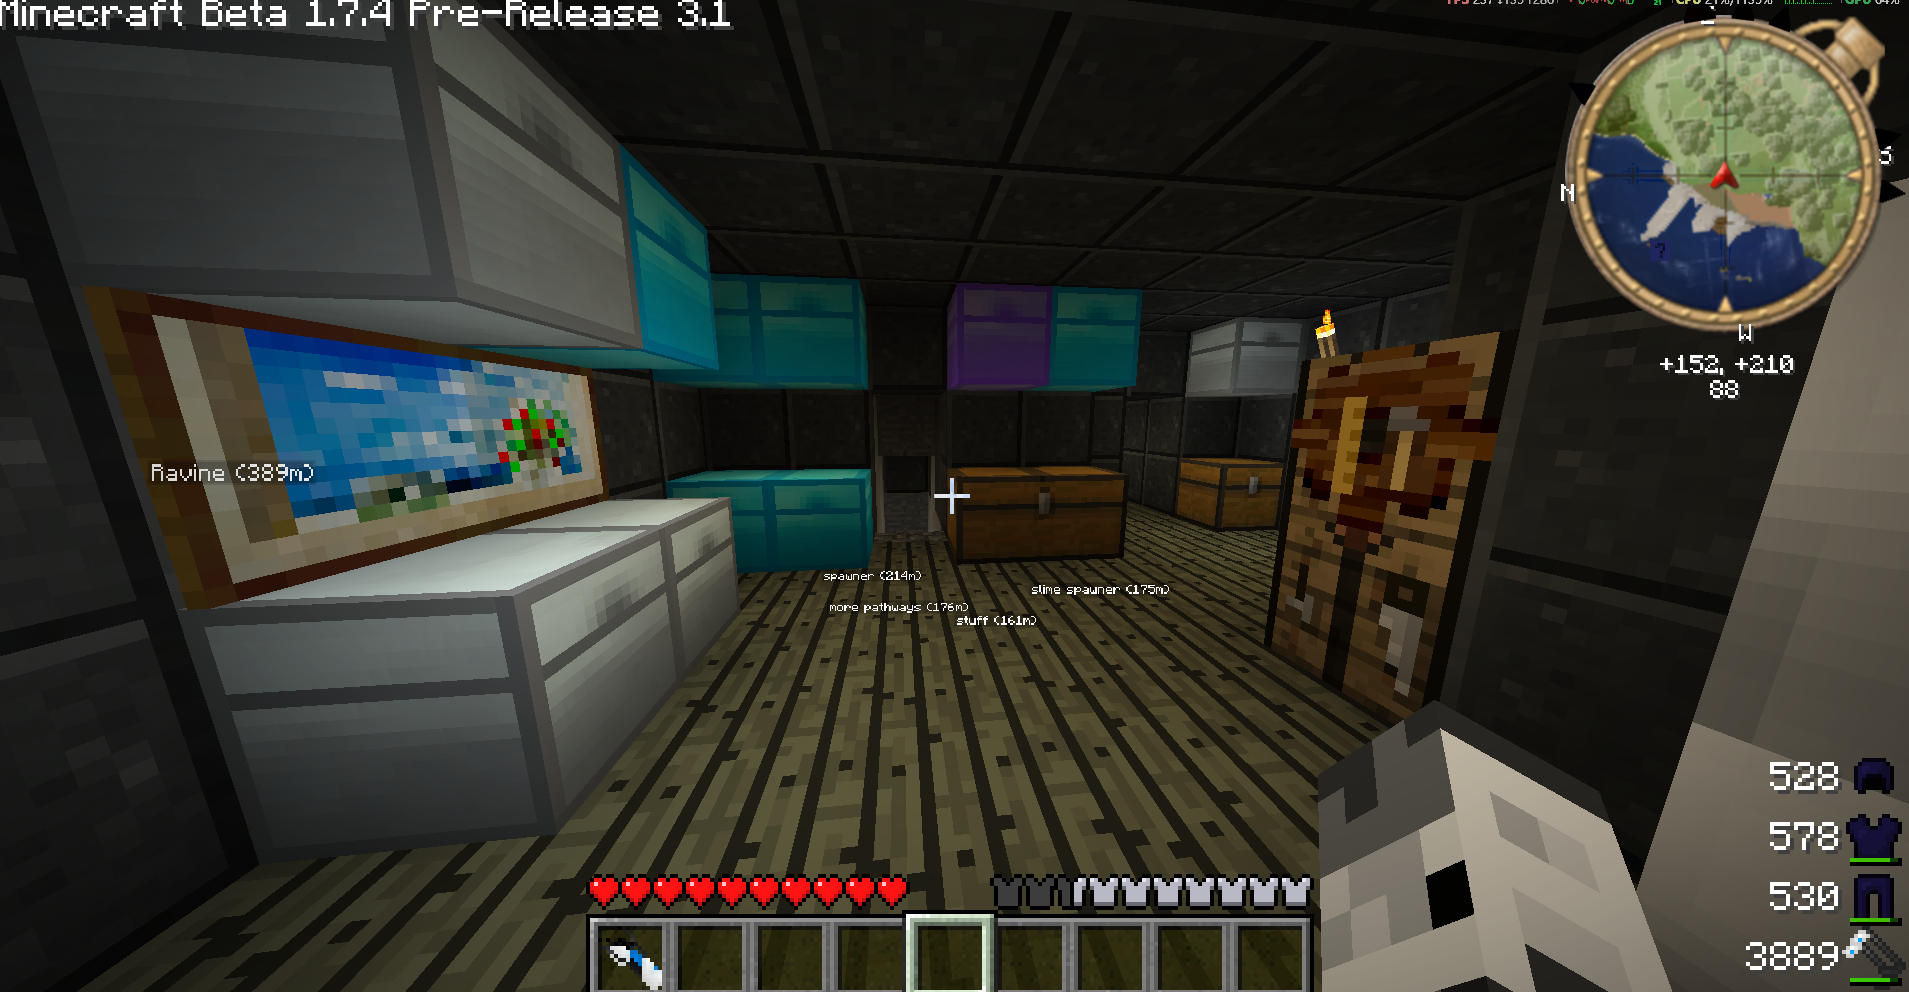 Minecraft Beta 1.7.4 Pre-Release 3.1
N
W
+152, +210
88
Ravine (389m)
spawner (214m)
slime spawner (175m)
more pathways (176m)
stuff (161m)
528
578
530
3889